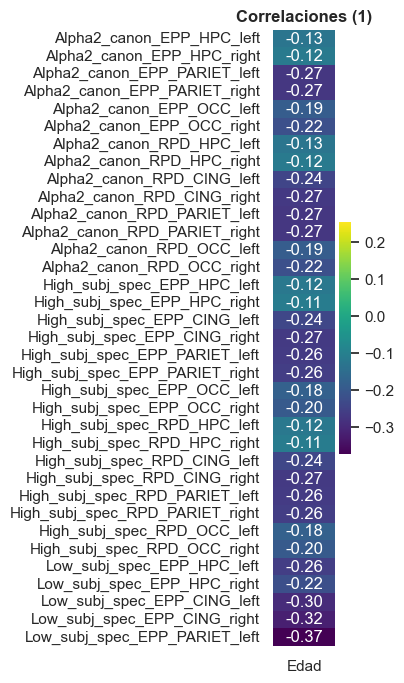 Correlaciones (1)
Alpha2_canon_EPP_HPC_left -0.13
Alpha2_canon_EPP_HPC_right -0.12
Alpha2_canon_EPP_PARIET_left -0.27
Alpha2_canon_EPP_PARIET_right -0.27
Alpha2_canon_EPP_OCC_left -0.19
Alpha2_canon_EPP_OCC_right -0.22
Alpha2_canon_RPD_HPC_left -0.13
Alpha2_canon_RPD_HPC_right -0.12
Alpha2_canon_RPD_CING_left -0.24
Alpha2_canon_RPD_CING_right -0.27
Alpha2_canon_RPD_PARIET_left -0.27
Alpha2_canon_RPD_PARIET_right -0.27
Alpha2_canon_RPD_OCC_left -0.19
Alpha2_canon_RPD_OCC_right -0.22
High_subj_spec_EPP_HPC_left -0.12
High_subj_spec_EPP_HPC_right -0.11
High_subj_spec_EPP_CING_left -0.24
High_subj_spec_EPP_CING_right -0.27
High_subj_spec_EPP_PARIET_left -0.26
High_subj_spec_EPP_PARIET_right -0.26
High_subj_spec_EPP_OCC_left -0.18
High_subj_spec_EPP_OCC_right -0.20
High_subj_spec_RPD_HPC_left -0.12
High_subj_spec_RPD_HPC_right -0.11
High_subj_spec_RPD_CING_left -0.24
High_subj_spec_RPD_CING_right -0.27
High_subj_spec_RPD_PARIET_left -0.26
High_subj_spec_RPD_PARIET_right -0.26
High_subj_spec_RPD_OCC_left -0.18
High_subj_spec_RPD_OCC_right -0.20
Low_subj_spec_EPP_HPC_left -0.26
Low_subj_spec_EPP_HPC_right -0.22
Low_subj_spec_EPP_CING_left -0.30
Low_subj_spec_EPP_CING_right -0.32
Low_subj_spec_EPP_PARIET_left -0.37
Edad
0.2
0.1
0.0
−0.1
−0.2
−0.3